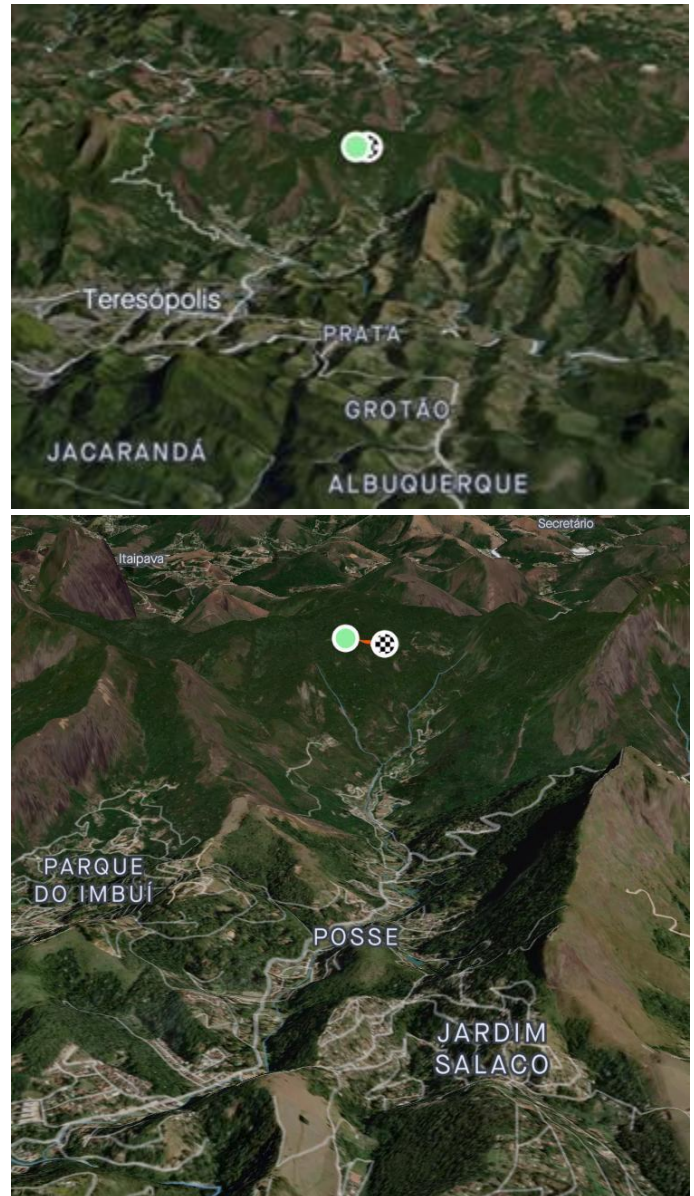 Teresópolis
PRATA
GROTÃO
JACARANDÁ
ALBUQUERQUE
Secretário
Itaipava
PARQUE
DO IMBUÍ
POSSE
JARDIM
SALACO